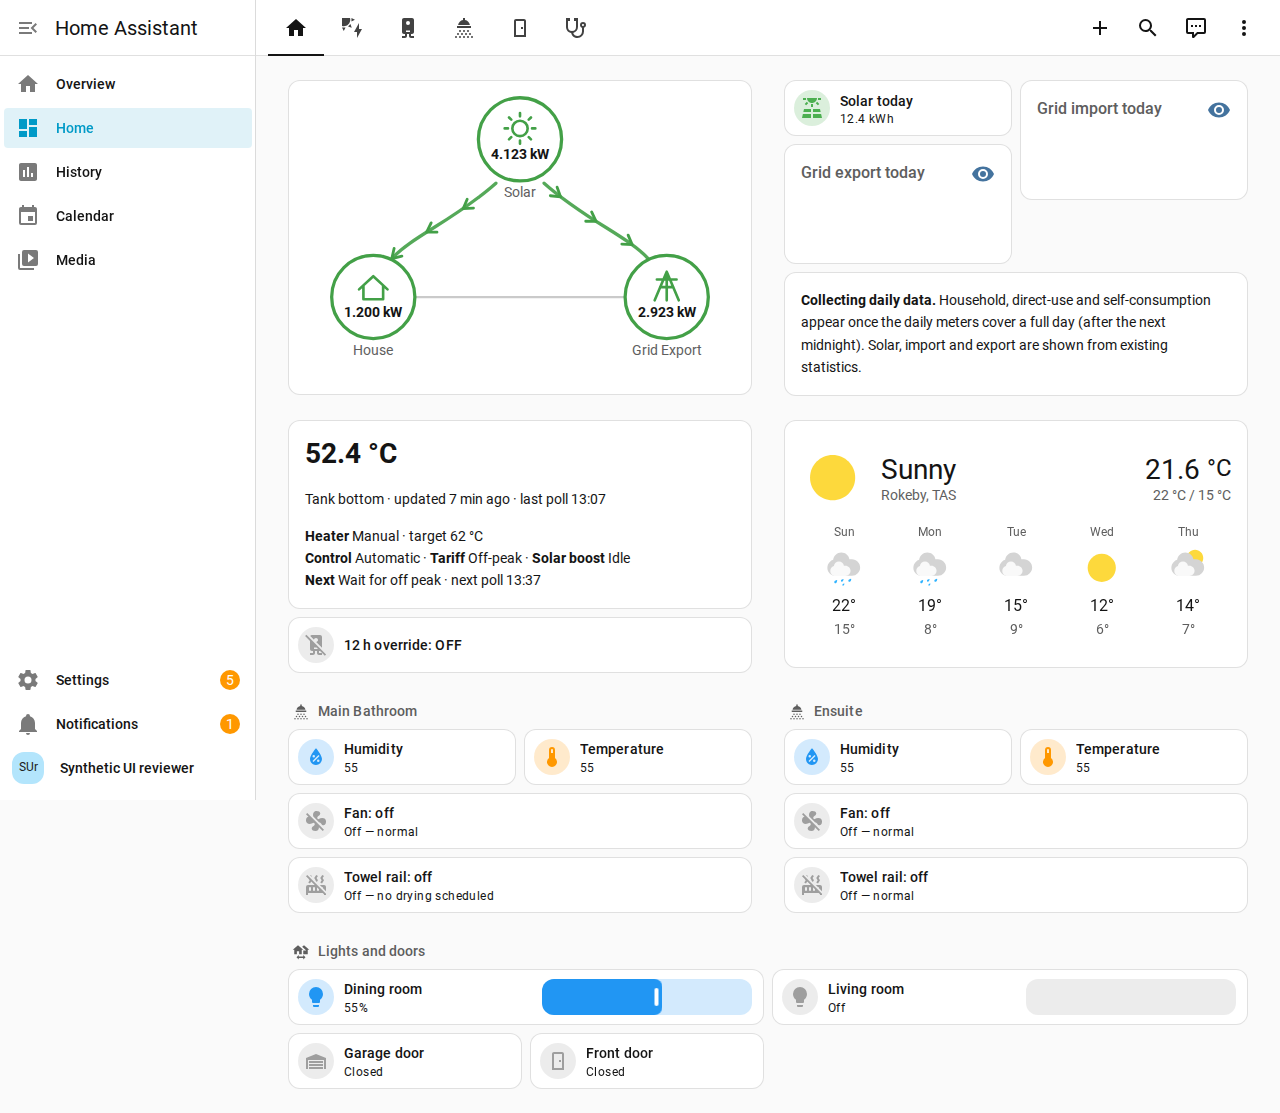 Home Assistant
Overview
Home
History
Calendar
Media
Settings
5
Notifications
1
SUr
Synthetic UI reviewer
4.123 kW
Solar
1.200 kW
House
2.923 kW
Grid Export
Solar today
12.4 kWh
Grid import today
Grid export today
Collecting daily data. Household, direct-use and self-consumption
appear once the daily meters cover a full day (after the next
midnight). Solar, import and export are shown from existing
statistics.
52.4 °C
Tank bottom · updated 7 min ago · last poll 13:07
Heater Manual · target 62 °C
Control Automatic · Tariff Off-peak · Solar boost Idle
Next Wait for off peak · next poll 13:37
12 h override: OFF
Sunny
Rokeby, TAS
21.6 °C
22 °C / 15 °C
Sun Mon Tue Wed Thu
22° 19° 15° 12° 14°
15° 8° 9° 6° 7°
Main Bathroom
Humidity
55
Temperature
55
Fan: off
Off — normal
Towel rail: off
Off — no drying scheduled
Ensuite
Humidity
55
Temperature
55
Fan: off
Off — normal
Towel rail: off
Off — normal
Lights and doors
Dining room
55%
Living room
Off
Garage door
Closed
Front door
Closed